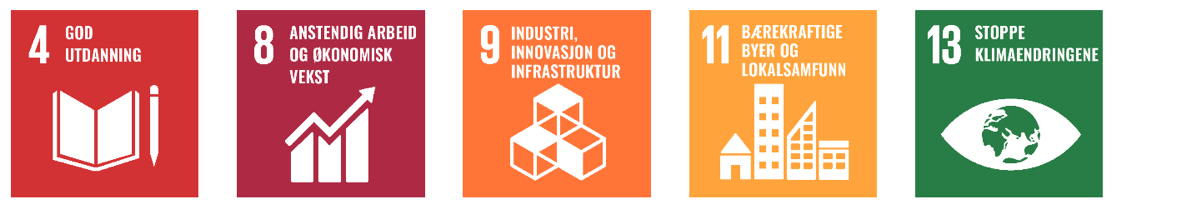 4 GOD
UTDANNING
8 ANSTENDIG ARBEID
OG ØKONOMISK
VEKST
9 INDUSTRI,
INNOVASJON OG
INFRASTRUKTUR
11 BÆREKRAFTIGE
BYER OG
LOKALSAMFUNN
13 STOPPE
KLIMAENDRINGENE